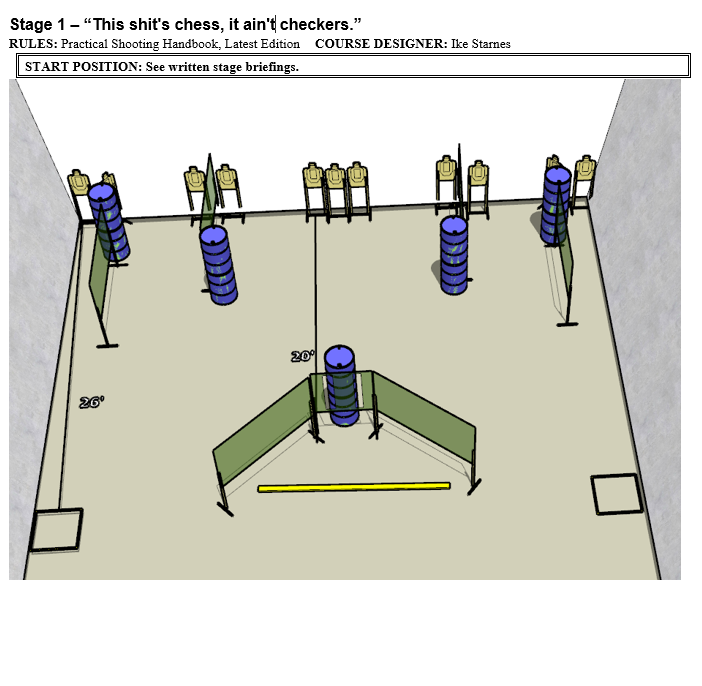 Stage 1 – “This shit's chess, it ain't checkers.”
RULES: Practical Shooting Handbook, Latest Edition COURSE DESIGNER: Ike Starnes
START POSITION: See written stage briefings.
20'
26'